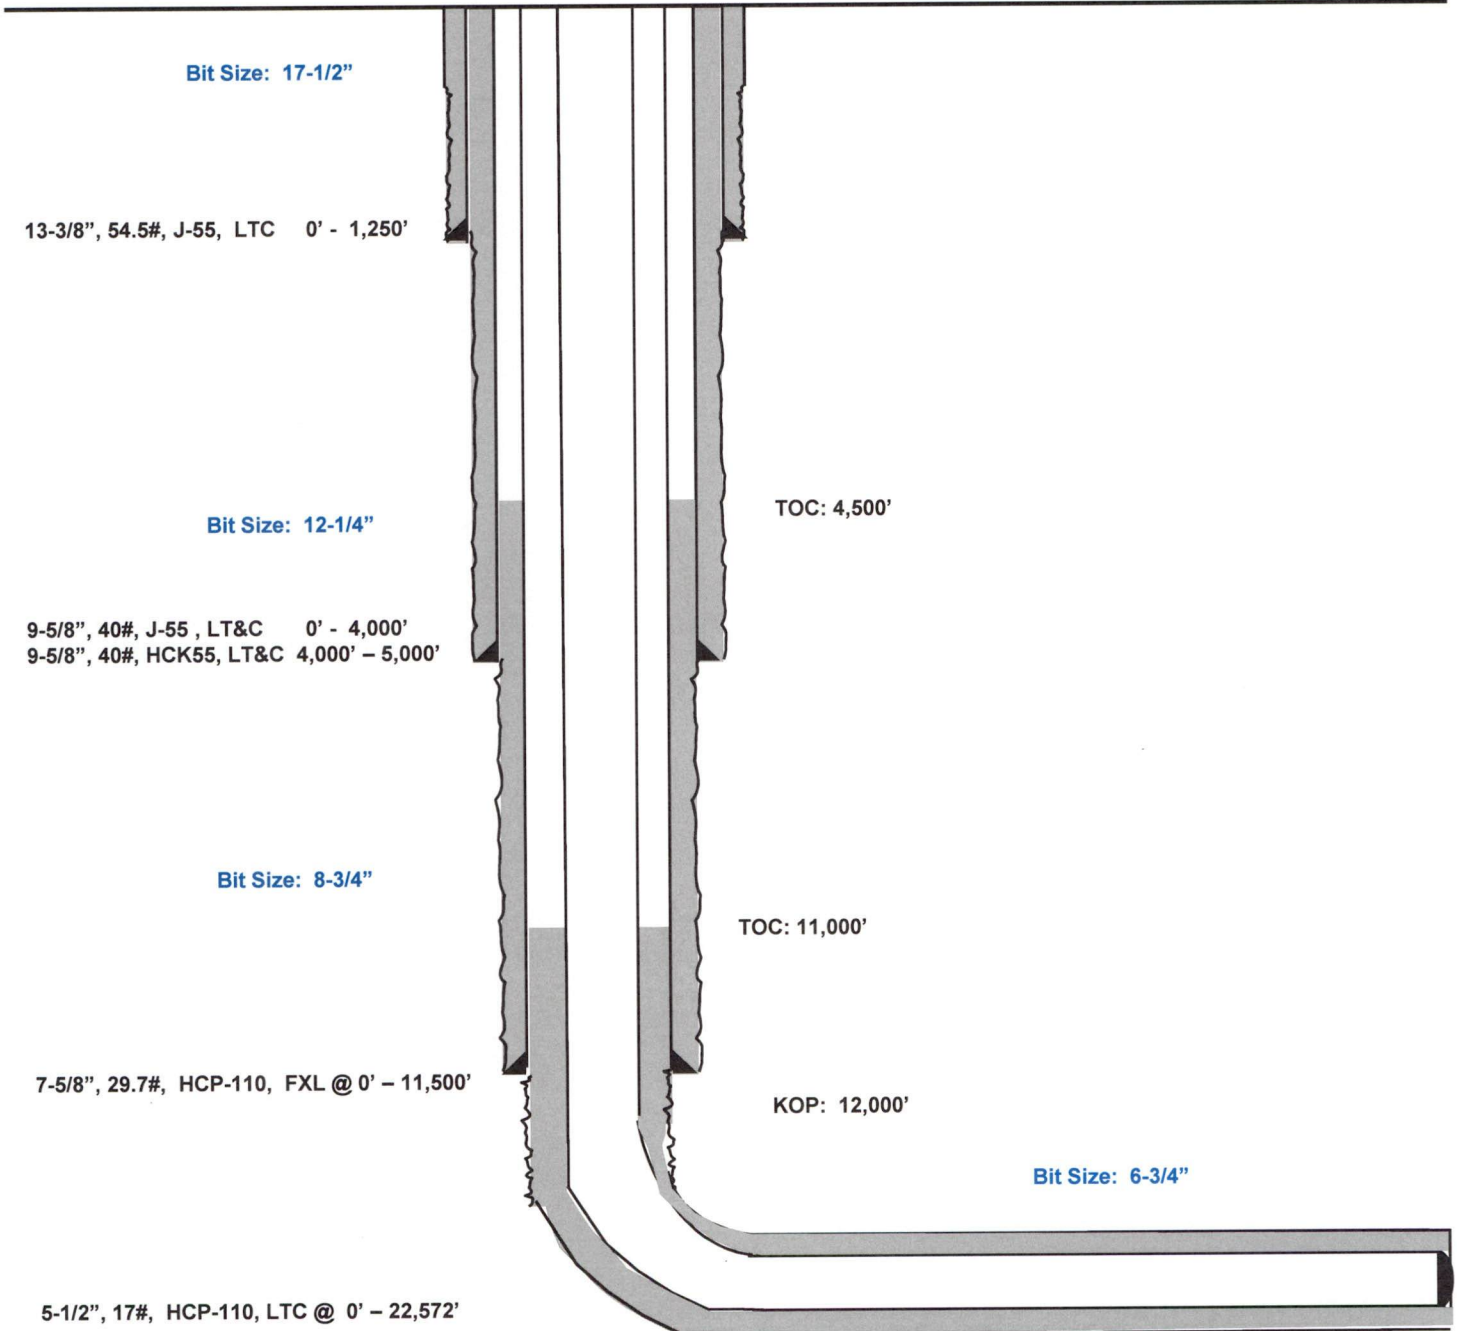 Bit Size: 17-1/2”
13-3/8”, 54.5#, J-55, LTC 0’ - 1,250’
TOC: 4,500’
Bit Size: 12-1/4”
9-5/8”, 40#, J-55 , LT&C 0’ - 4,000’
9-5/8”, 40#, HCK55, LT&C 4,000’ – 5,000’
Bit Size: 8-3/4”
TOC: 11,000’
7-5/8”, 29.7#, HCP-110, FXL @ 0’ – 11,500’
KOP: 12,000’
Bit Size: 6-3/4”
5-1/2”, 17#, HCP-110, LTC @ 0’ – 22,572’